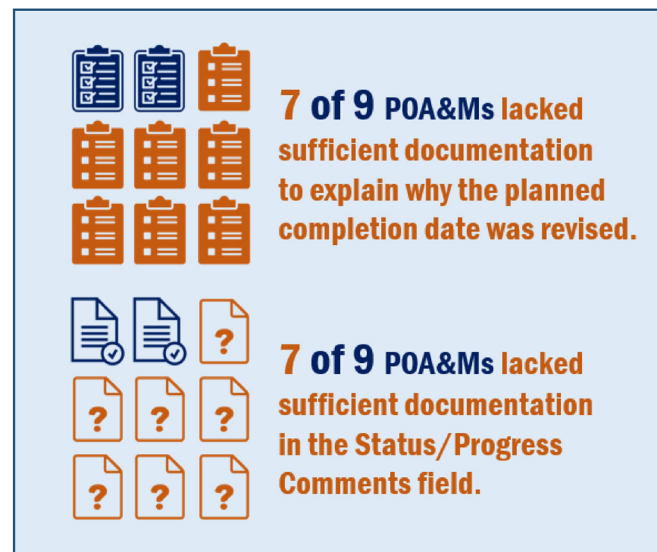 7 of 9 POA&Ms lacked
sufficient documentation
to explain why the planned
completion date was revised.
? 
? ? ?
? ? ?
7 of 9 POA&Ms lacked
sufficient documentation
in the Status/Progress
Comments field.